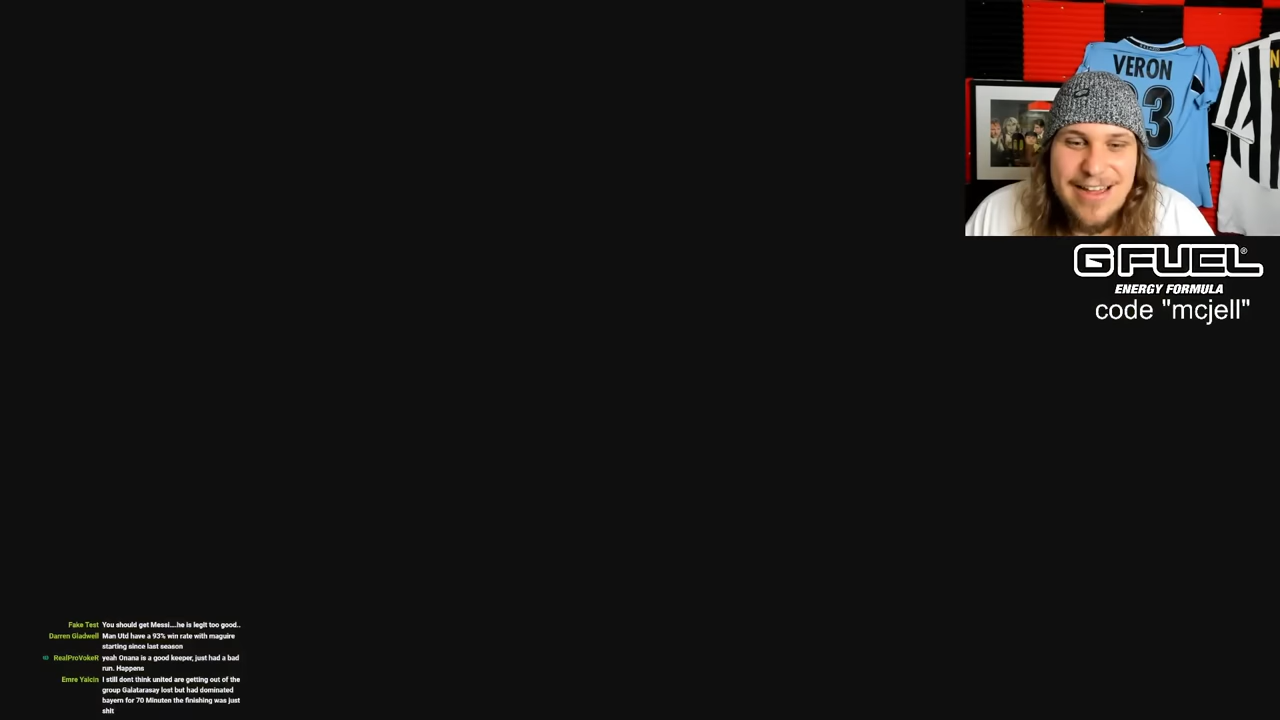 VERON
3
N
G FUEL®
ENERGY FORMULA
code "mcjell"
Fake Test You should get Messi....he is legit too good..
Darren Gladwell Man Utd have a 93% win rate with maguire
starting since last season
RealProVokeR yeah Onana is a good keeper, just had a bad
run. Happens
Emre Yalcin I still dont think united are getting out of the
group Galatarasay lost but had dominated
bayern for 70 Minuten the finishing was just
shit